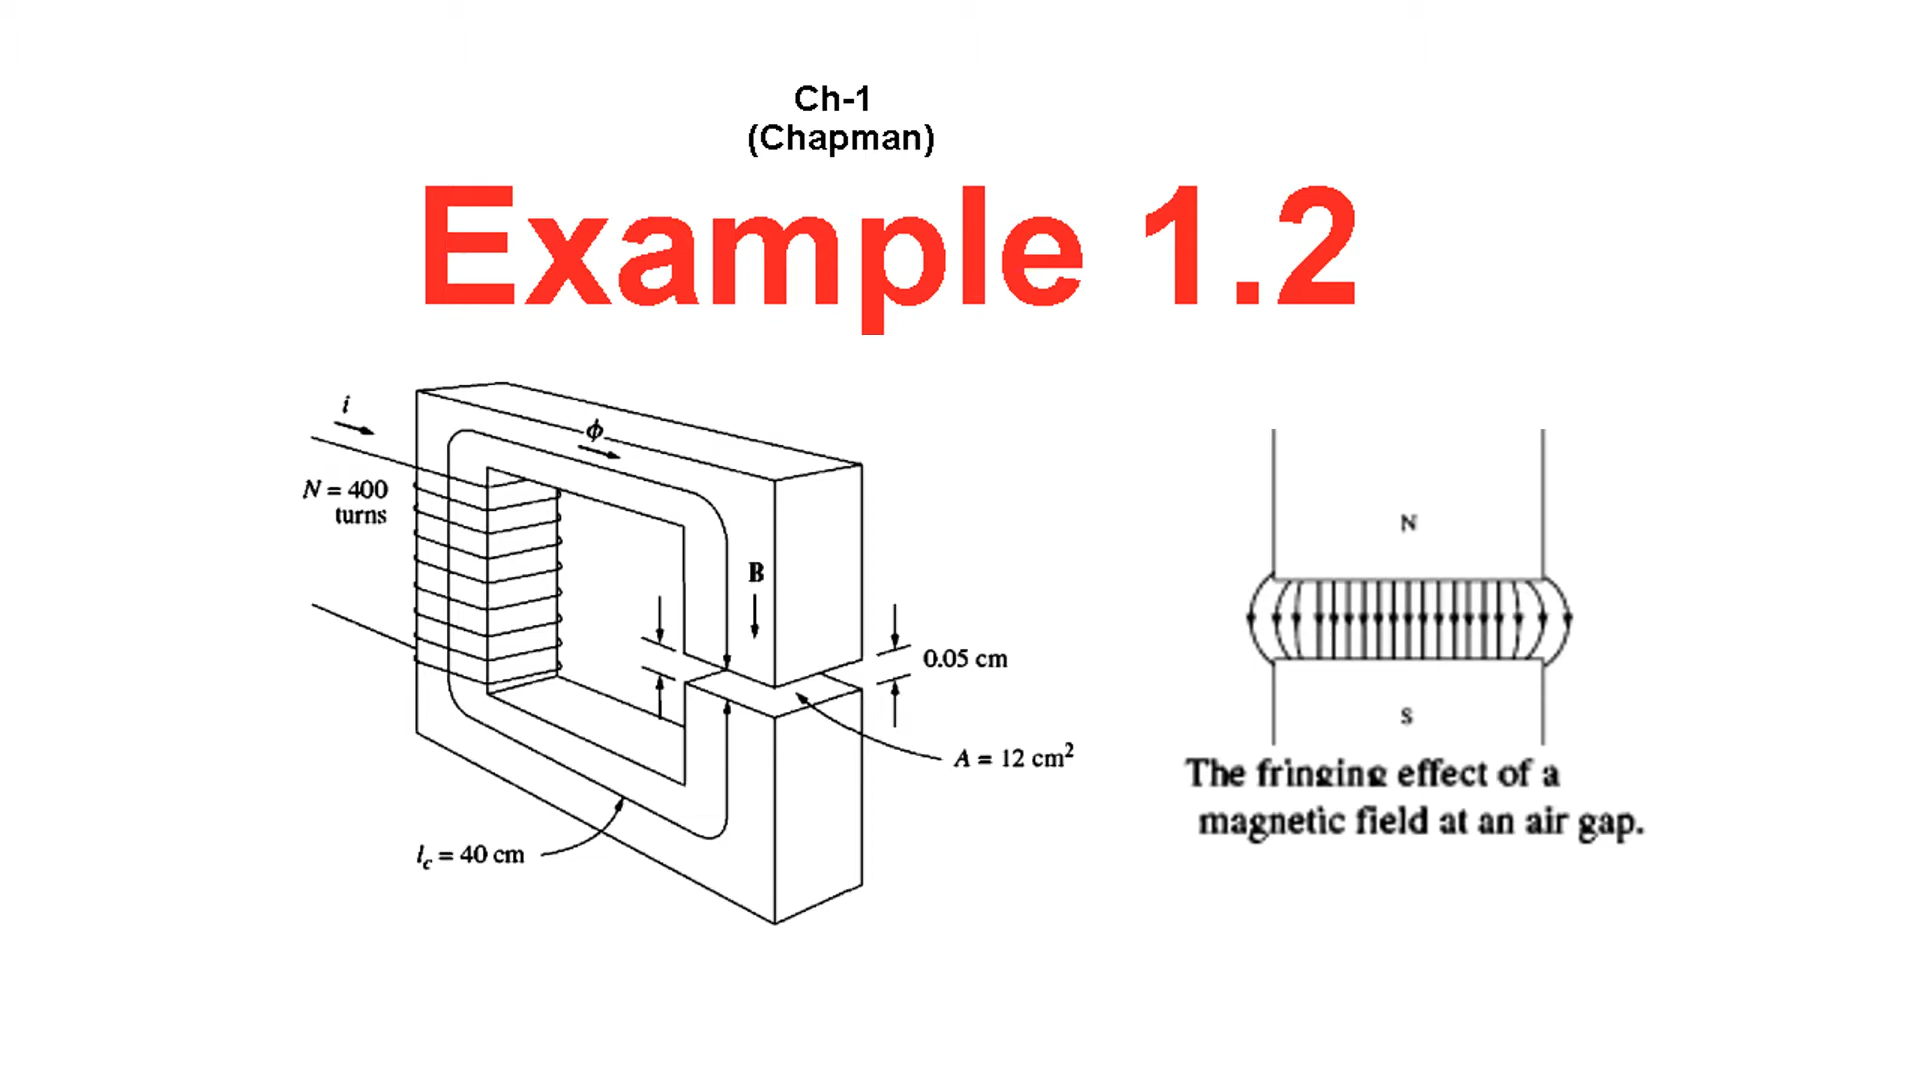 Ch-1
(Chapman)
Example 1.2
i
ϕ
N = 400
turns
B
0.05 cm
A = 12 cm²
l_c = 40 cm
N
S
The fringing effect of a
magnetic field at an air gap.